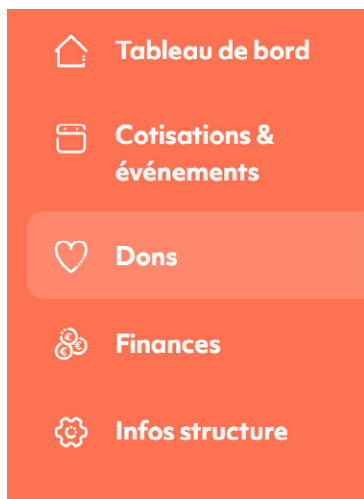 Tableau de bord
Cotisations &
événements
Dons
Finances
Infos structure